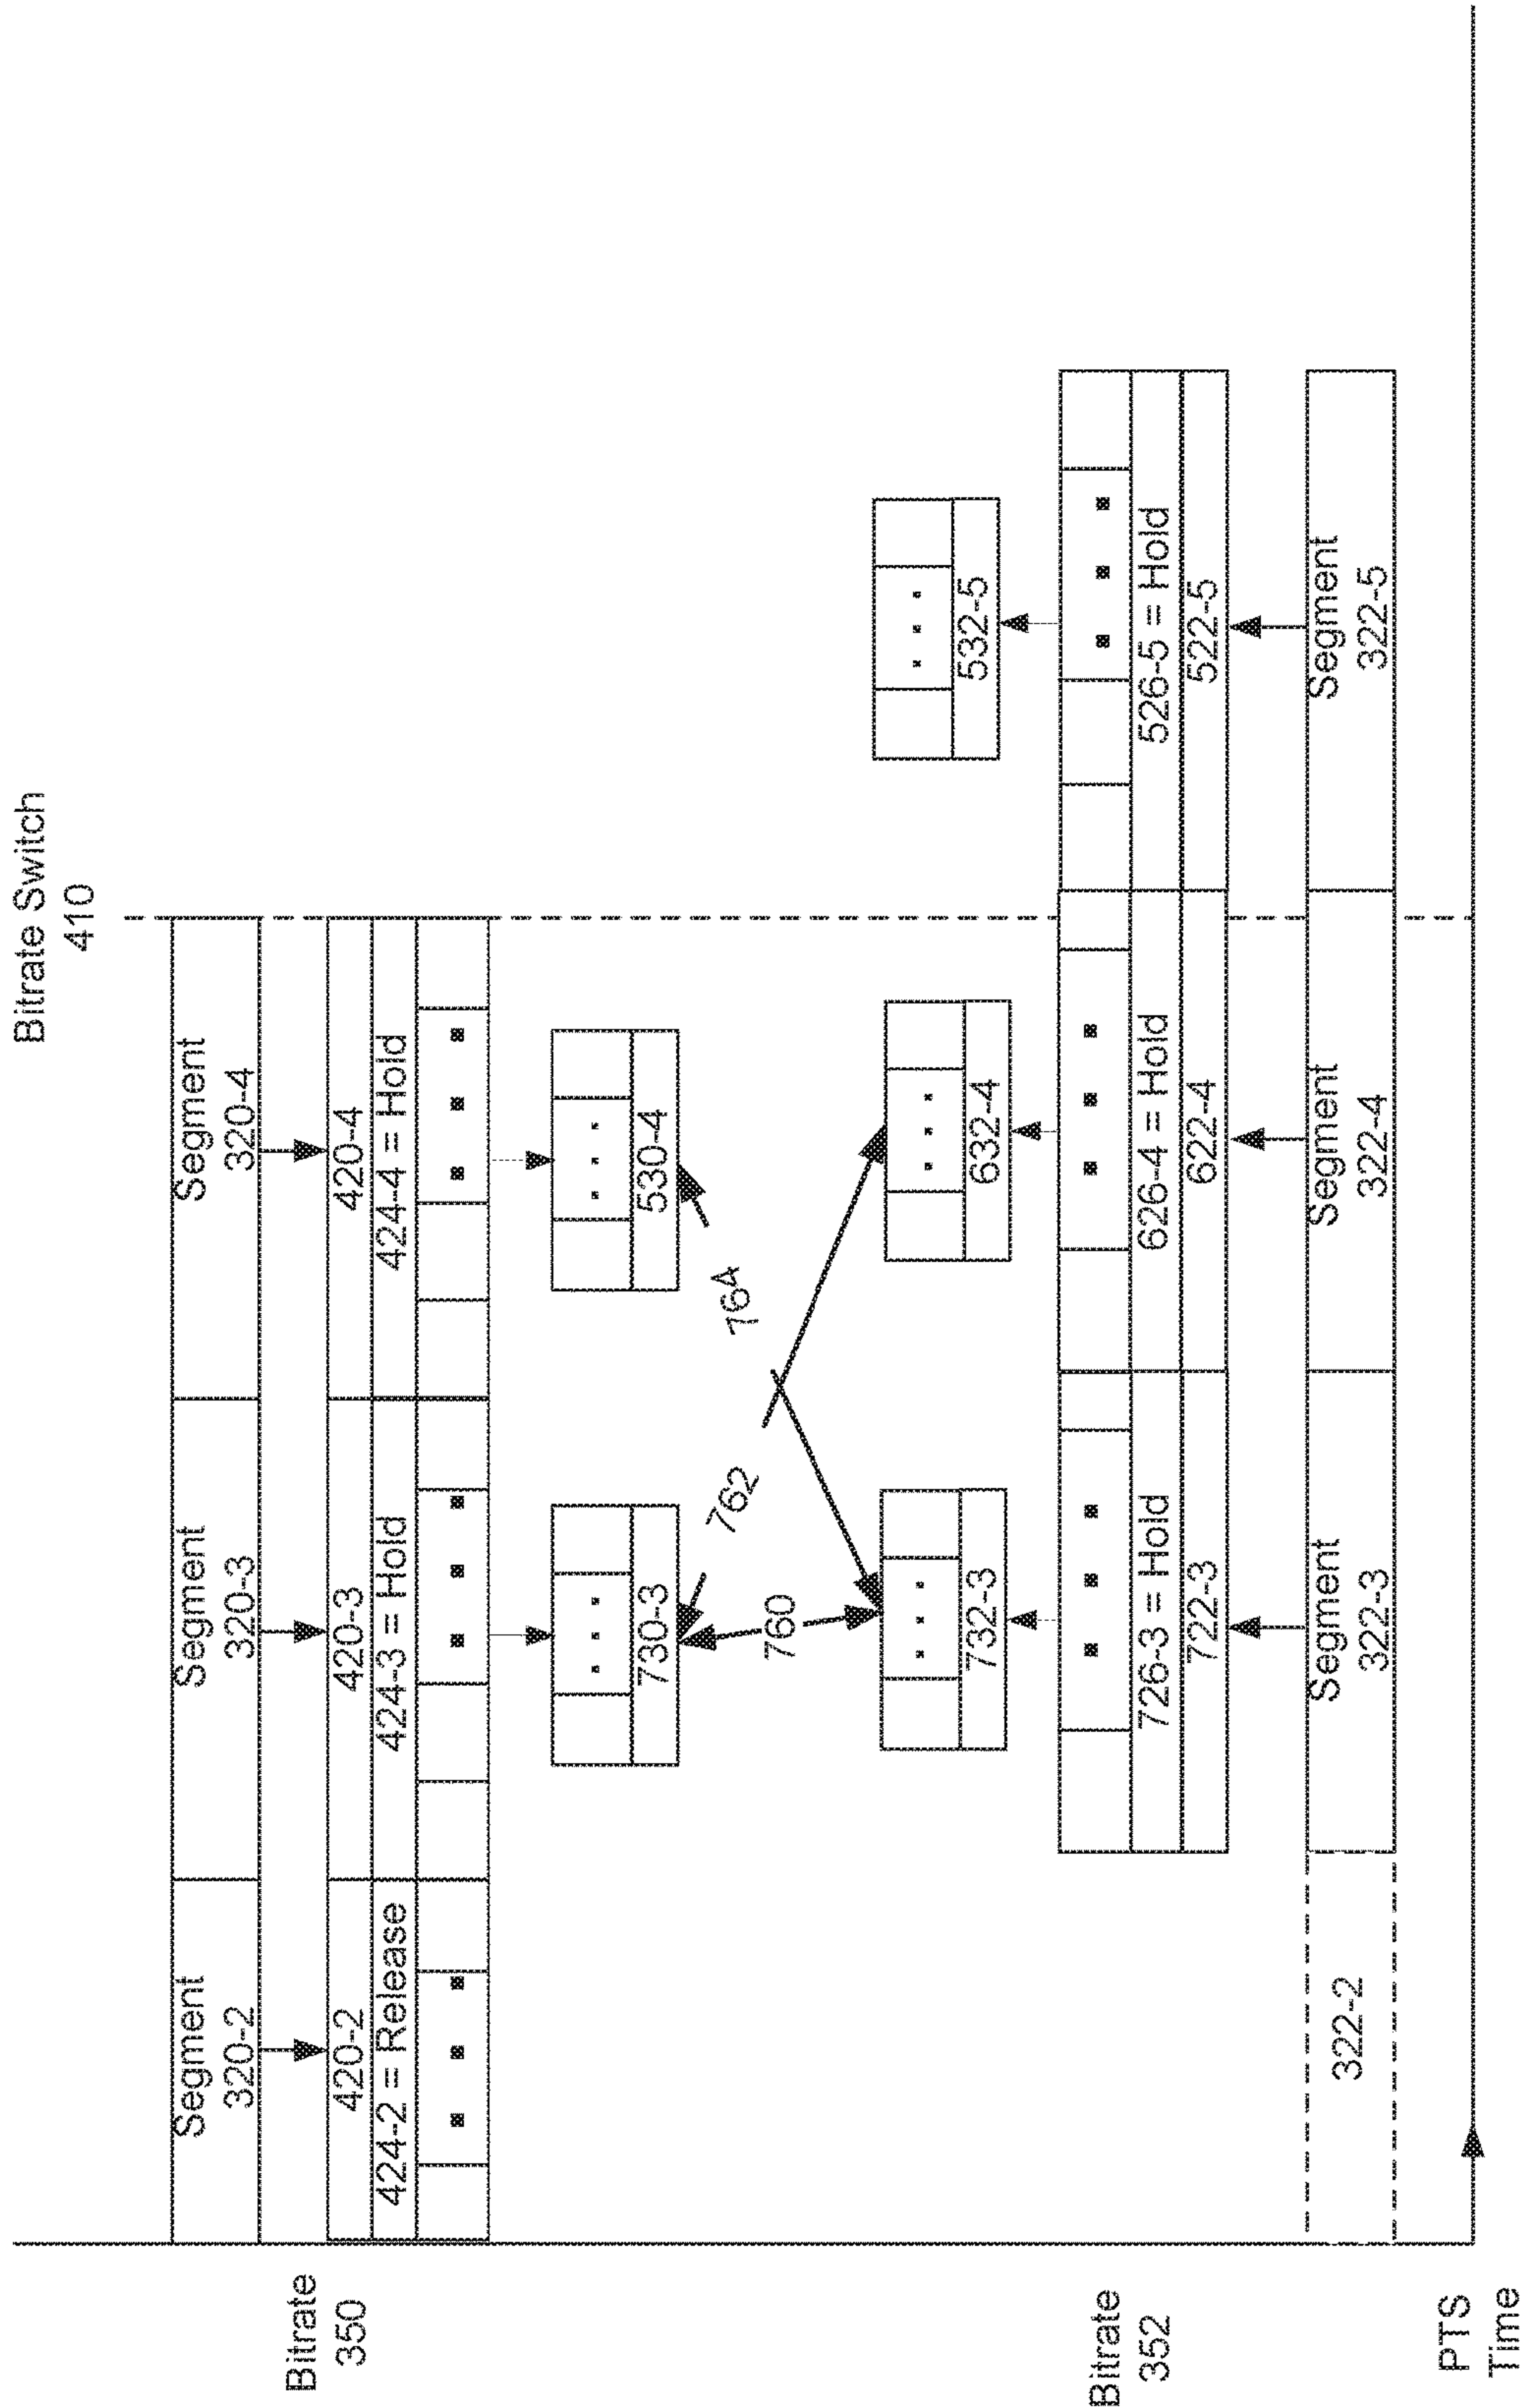 Bitrate Switch
410
Bitrate
350
Segment
320-2
Segment
320-3
Segment
320-4
420-2
420-3
420-4
424-2 = Release
424-3 = Hold
424-4 = Hold
730-3
530-4
762
764
760
732-3
632-4
532-5
Bitrate
352
726-3 = Hold
626-4 = Hold
526-5 = Hold
722-3
622-4
522-5
322-2
Segment
322-3
Segment
322-4
Segment
322-5
PTS
Time